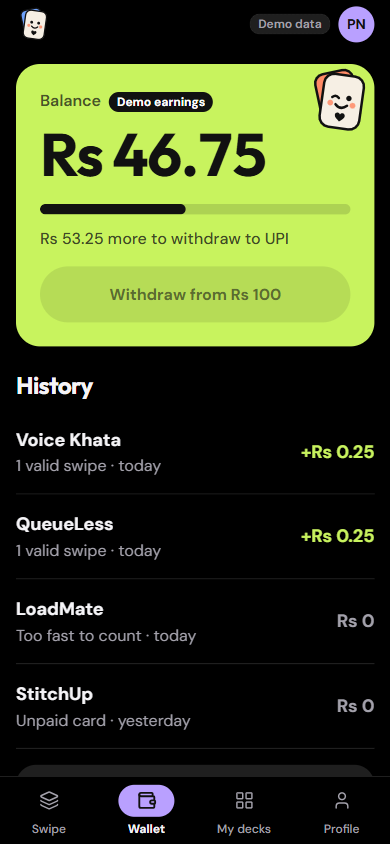 Demo data
PN
Balance Demo earnings
Rs 46.75
Rs 53.25 more to withdraw to UPI
Withdraw from Rs 100
History
Voice Khata
+Rs 0.25
1 valid swipe · today
QueueLess
+Rs 0.25
1 valid swipe · today
LoadMate
Rs 0
Too fast to count · today
StitchUp
Rs 0
Unpaid card · yesterday
Swipe
Wallet
My decks
Profile